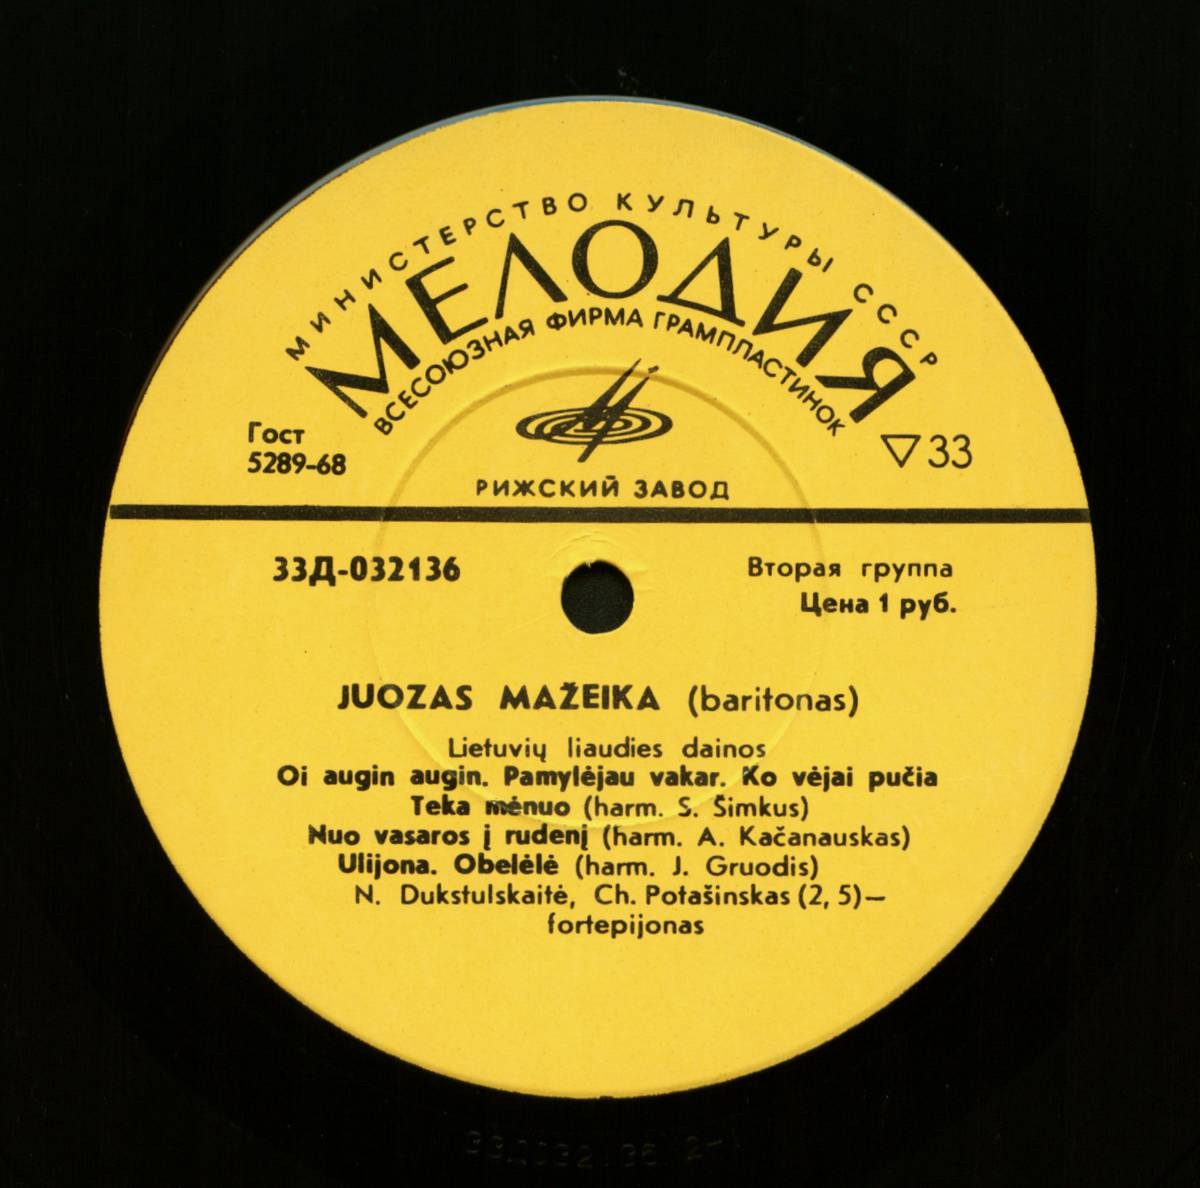 МИНИСТЕРСТВО КУЛЬТУРЫ СССР
МЕЛОДИЯ
ВСЕСОЮЗНАЯ ФИРМА ГРАМПЛАСТИНОК
Гост
5289-68
33
РИЖСКИЙ ЗАВОД
33Д-032136
Вторая группа
Цена 1 руб.
JUOZAS MAŽEIKA (baritonas)
Lietuvių liaudies dainos
Oi augin augin. Pamylėjau vakar. Ko vėjai pučia
Teka mėnuo (harm. S. Šimkus)
Nuo vasaros į rudenį (harm. A. Kačanauskas)
Ulijona. Obelėlė (harm. J. Gruodis)
N. Dukstulskaitė, Ch. Potašinskas (2, 5)—
fortepijonas